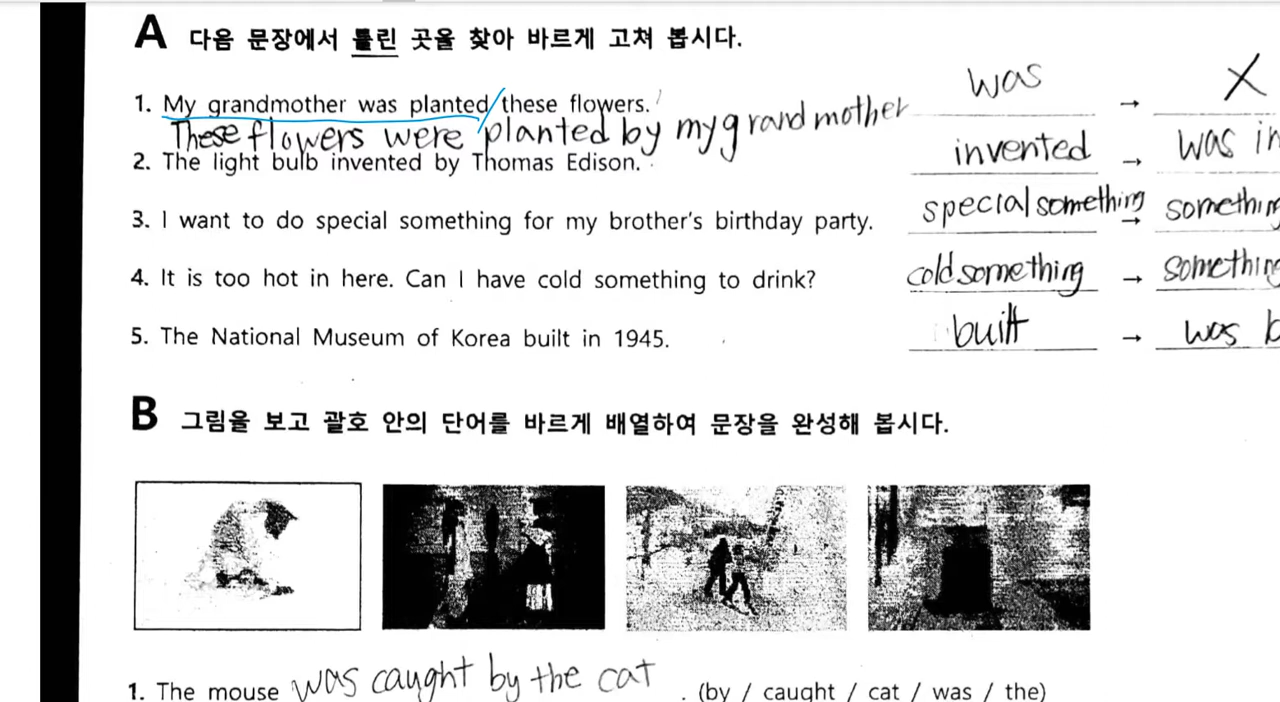 A 다음 문장에서 틀린 곳을 찾아 바르게 고쳐 봅시다.
1. My grandmother was planted these flowers. was → X
These flowers were planted by my grandmother
2. The light bulb invented by Thomas Edison. invented → was in
3. I want to do special something for my brother's birthday party. special something → somethin
4. It is too hot in here. Can I have cold something to drink? cold something → something
5. The National Museum of Korea built in 1945. built → was b
B 그림을 보고 괄호 안의 단어를 바르게 배열하여 문장을 완성해 봅시다.
1. The mouse was caught by the cat . (by / caught / cat / was / the)